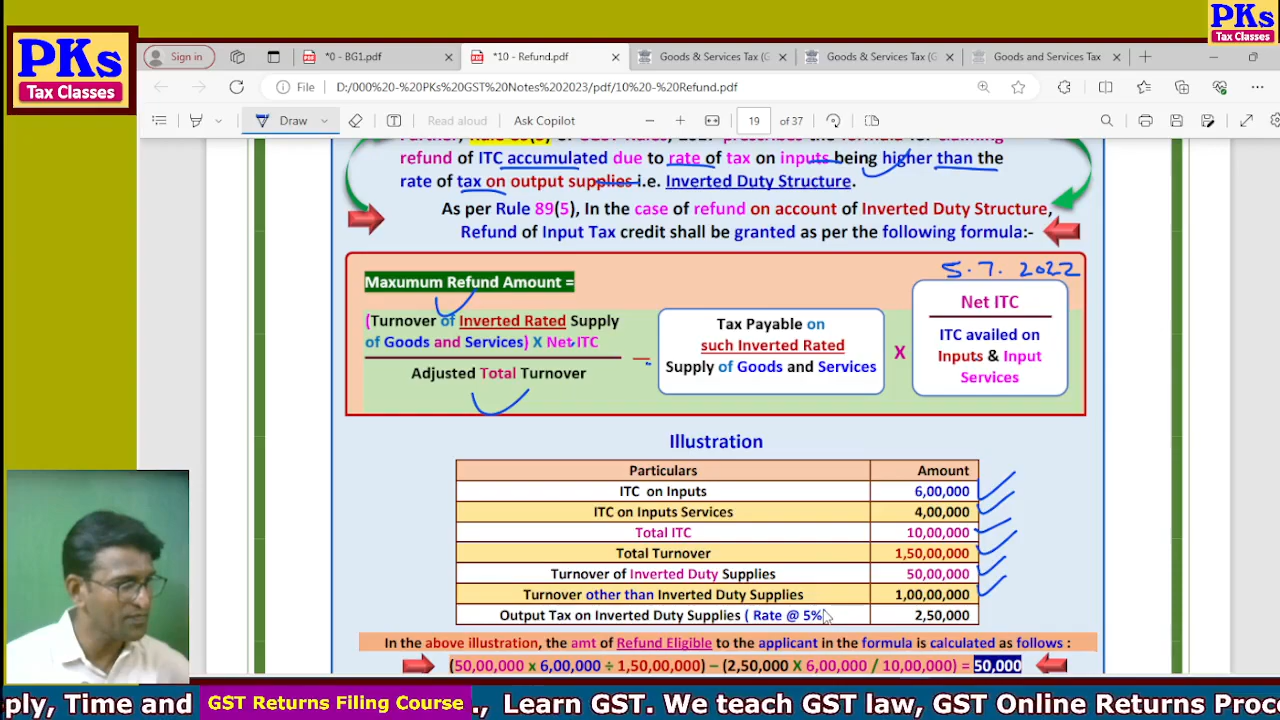 PKs
Tax Classes
PKs
Tax Classes
Sign in
*0 - BG1.pdf
*10 - Refund.pdf
Goods & Services Tax (G
Goods & Services Tax (G
Goods and Services Tax
File
D:/000%20-%20PKs%20GST%20Notes%202023/pdf/10%20-%20Refund.pdf
Draw
Read aloud
Ask Copilot
19 of 37
refund of ITC accumulated due to rate of tax on inputs being higher than the
rate of tax on output supplies i.e. Inverted Duty Structure.
As per Rule 89(5), In the case of refund on account of Inverted Duty Structure,
Refund of Input Tax credit shall be granted as per the following formula:-
5.7. 2022
Maxumum Refund Amount =
(Turnover of Inverted Rated Supply
of Goods and Services) X Net ITC
Adjusted Total Turnover
—
Tax Payable on
such Inverted Rated
Supply of Goods and Services
X
Net ITC
ITC availed on
Inputs & Input
Services
Illustration
Particulars Amount
ITC on Inputs 6,00,000
ITC on Inputs Services 4,00,000
Total ITC 10,00,000
Total Turnover 1,50,00,000
Turnover of Inverted Duty Supplies 50,00,000
Turnover other than Inverted Duty Supplies 1,00,00,000
Output Tax on Inverted Duty Supplies ( Rate @ 5%) 2,50,000
In the above illustration, the amt of Refund Eligible to the applicant in the formula is calculated as follows :
(50,00,000 x 6,00,000 ÷ 1,50,00,000) – (2,50,000 X 6,00,000 / 10,00,000) = 50,000
ply, Time and
GST Returns Filing Course
., Learn GST. We teach GST law, GST Online Returns Proc